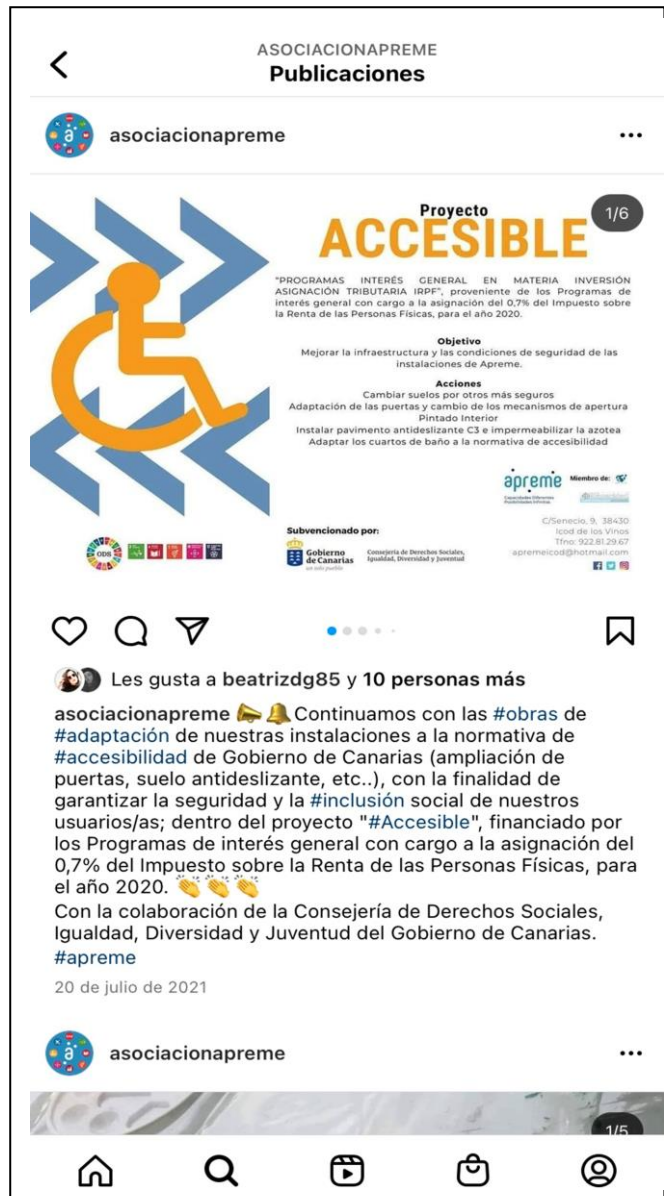 ASOCIACIONAPREME
Publicaciones
asociacionapreme
1/6
Proyecto
ACCESIBLE
"PROGRAMAS INTERÉS GENERAL EN MATERIA INVERSIÓN
ASIGNACIÓN TRIBUTARIA IRPF", proveniente de los Programas de
interés general con cargo a la asignación del 0,7% del Impuesto sobre
la Renta de las Personas Físicas, para el año 2020.
Objetivo
Mejorar la infraestructura y las condiciones de seguridad de las
instalaciones de Apreme.
Acciones
Cambiar suelos por otros más seguros
Adaptación de las puertas y cambio de los mecanismos de apertura
Pintado Interior
Instalar pavimento antideslizante C3 e impermeabilizar la azotea
Adaptar los cuartos de baño a la normativa de accesibilidad
apreme
Capacidades Diferentes
Posibilidades Infinitas
Miembro de:
C/Senecio, 9, 38430
Icod de los Vinos
Tfno: 922.81.29.67
apremeicod@hotmail.com
ODS
Subvencionado por:
Gobierno
de Canarias
un solo pueblo
Consejería de Derechos Sociales,
Igualdad, Diversidad y Juventud
Les gusta a beatrizdg85 y 10 personas más
asociacionapreme 📣🔔Continuamos con las #obras de
#adaptación de nuestras instalaciones a la normativa de
#accesibilidad de Gobierno de Canarias (ampliación de
puertas, suelo antideslizante, etc..), con la finalidad de
garantizar la seguridad y la #inclusión social de nuestros
usuarios/as; dentro del proyecto "#Accesible", financiado por
los Programas de interés general con cargo a la asignación del
0,7% del Impuesto sobre la Renta de las Personas Físicas, para
el año 2020. 👏👏👏
Con la colaboración de la Consejería de Derechos Sociales,
Igualdad, Diversidad y Juventud del Gobierno de Canarias.
#apreme
20 de julio de 2021
asociacionapreme
1/5